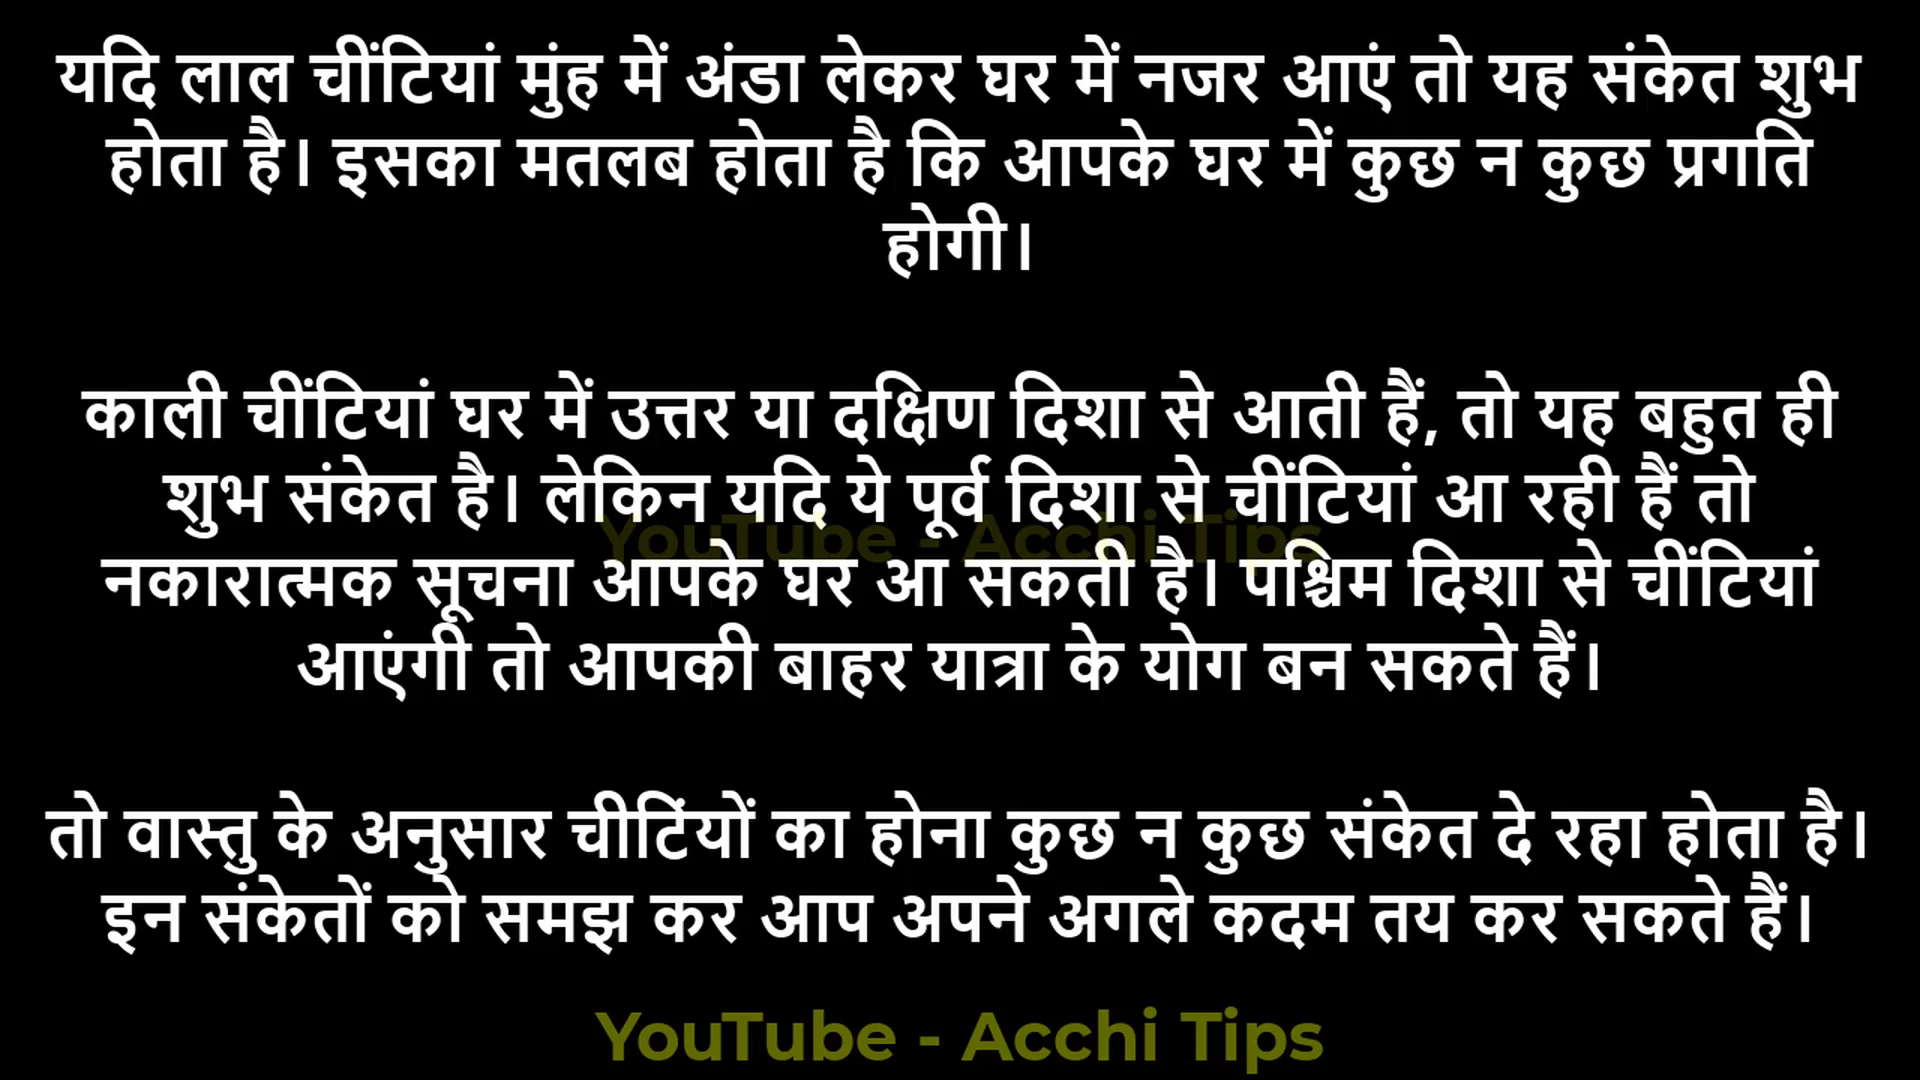 यदि लाल चींटियां मुंह में अंडा लेकर घर में नजर आएं तो यह संकेत शुभ
होता है। इसका मतलब होता है कि आपके घर में कुछ न कुछ प्रगति
होगी।
काली चींटियां घर में उत्तर या दक्षिण दिशा से आती हैं, तो यह बहुत ही
शुभ संकेत है। लेकिन यदि ये पूर्व दिशा से चींटियां आ रही हैं तो
YouTube - Acchi Tips
नकारात्मक सूचना आपके घर आ सकती है। पश्चिम दिशा से चींटियां
आएंगी तो आपकी बाहर यात्रा के योग बन सकते हैं।
तो वास्तु के अनुसार चीटिंयों का होना कुछ न कुछ संकेत दे रहा होता है।
इन संकेतों को समझ कर आप अपने अगले कदम तय कर सकते हैं।
YouTube - Acchi Tips